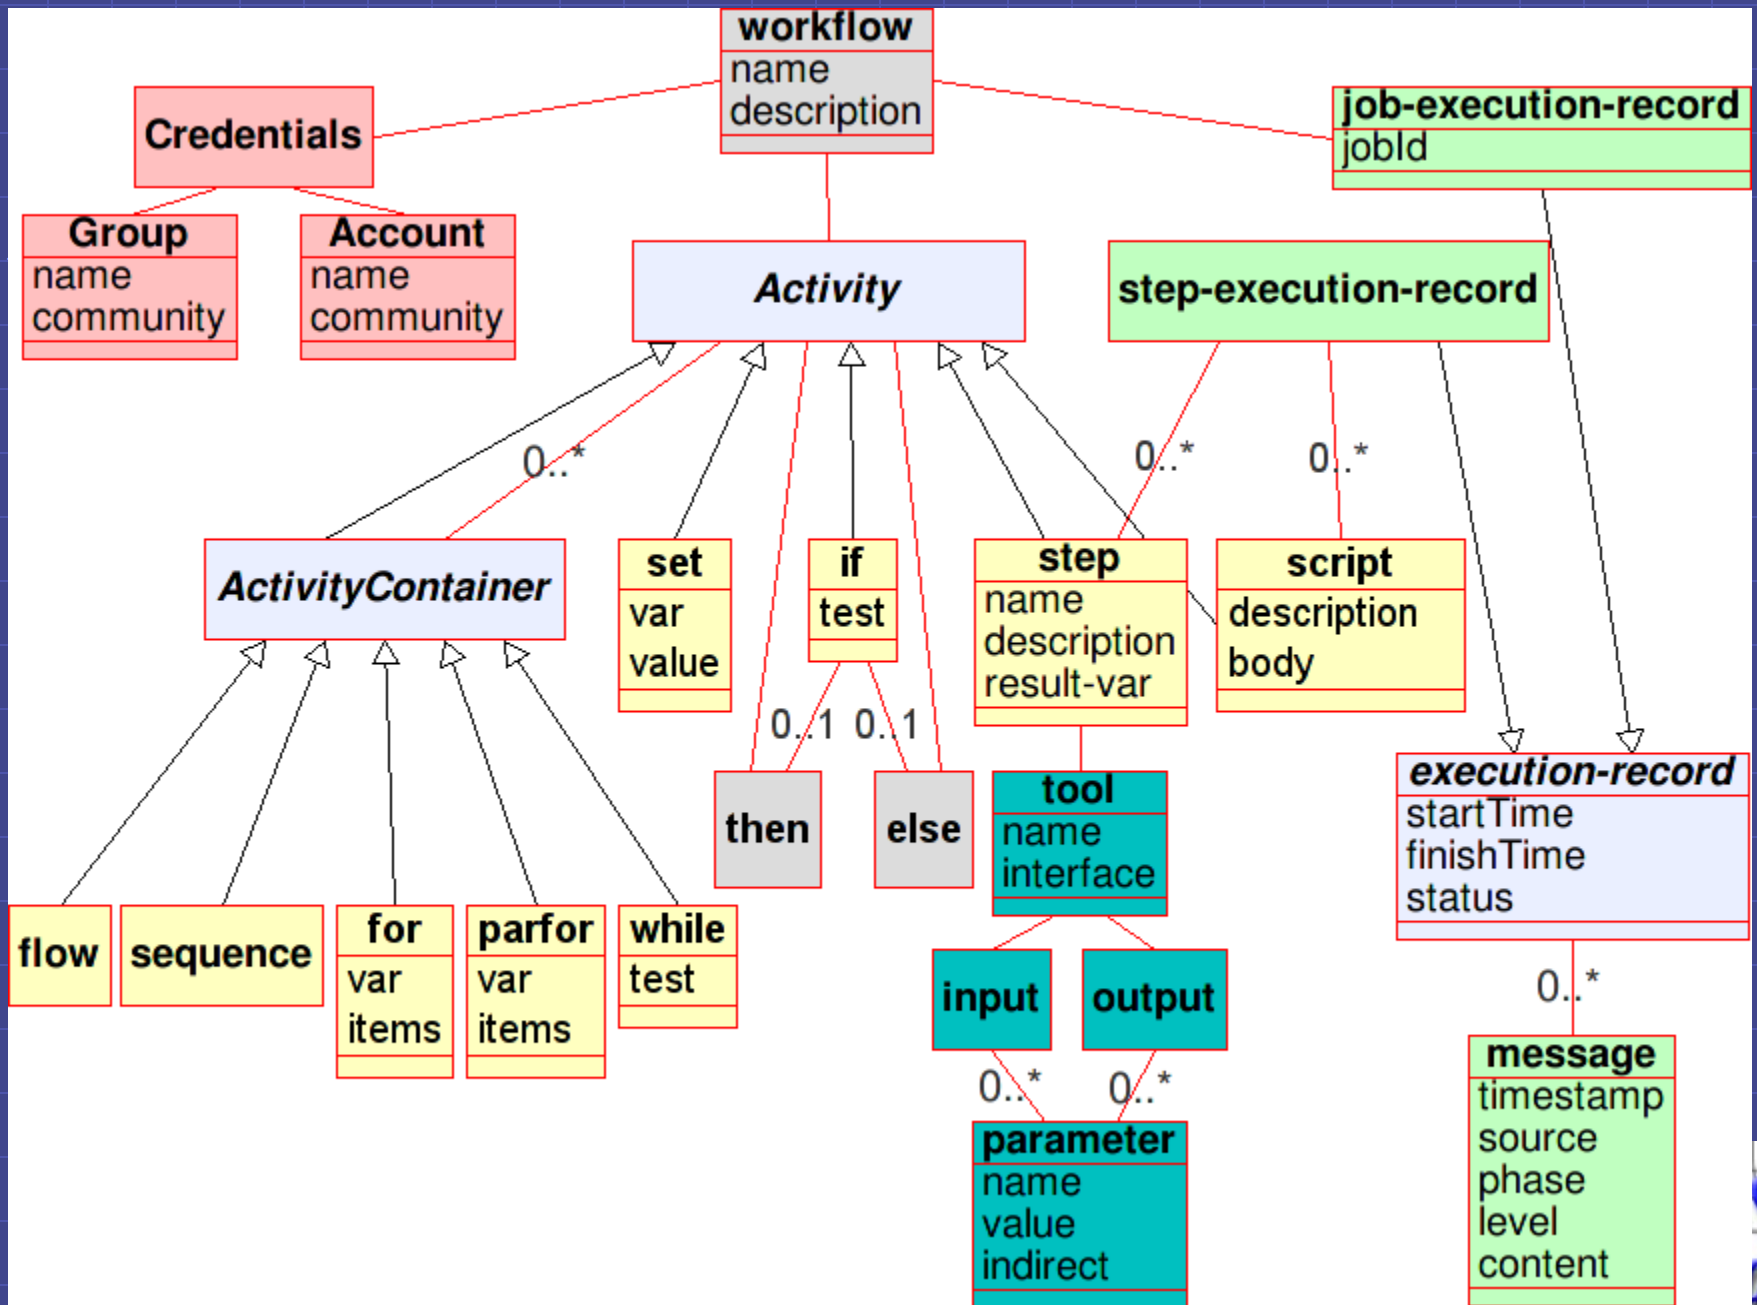 workflow
name
description
Credentials
job-execution-record
jobId
Group
name
community
Account
name
community
Activity
step-execution-record
0..*
0..*
0..*
ActivityContainer
set
var
value
if
test
step
name
description
result-var
script
description
body
0..1
0..1
then
else
tool
name
interface
execution-record
startTime
finishTime
status
flow
sequence
for
var
items
parfor
var
items
while
test
input
output
0..*
0..*
0..*
parameter
name
value
indirect
message
timestamp
source
phase
level
content